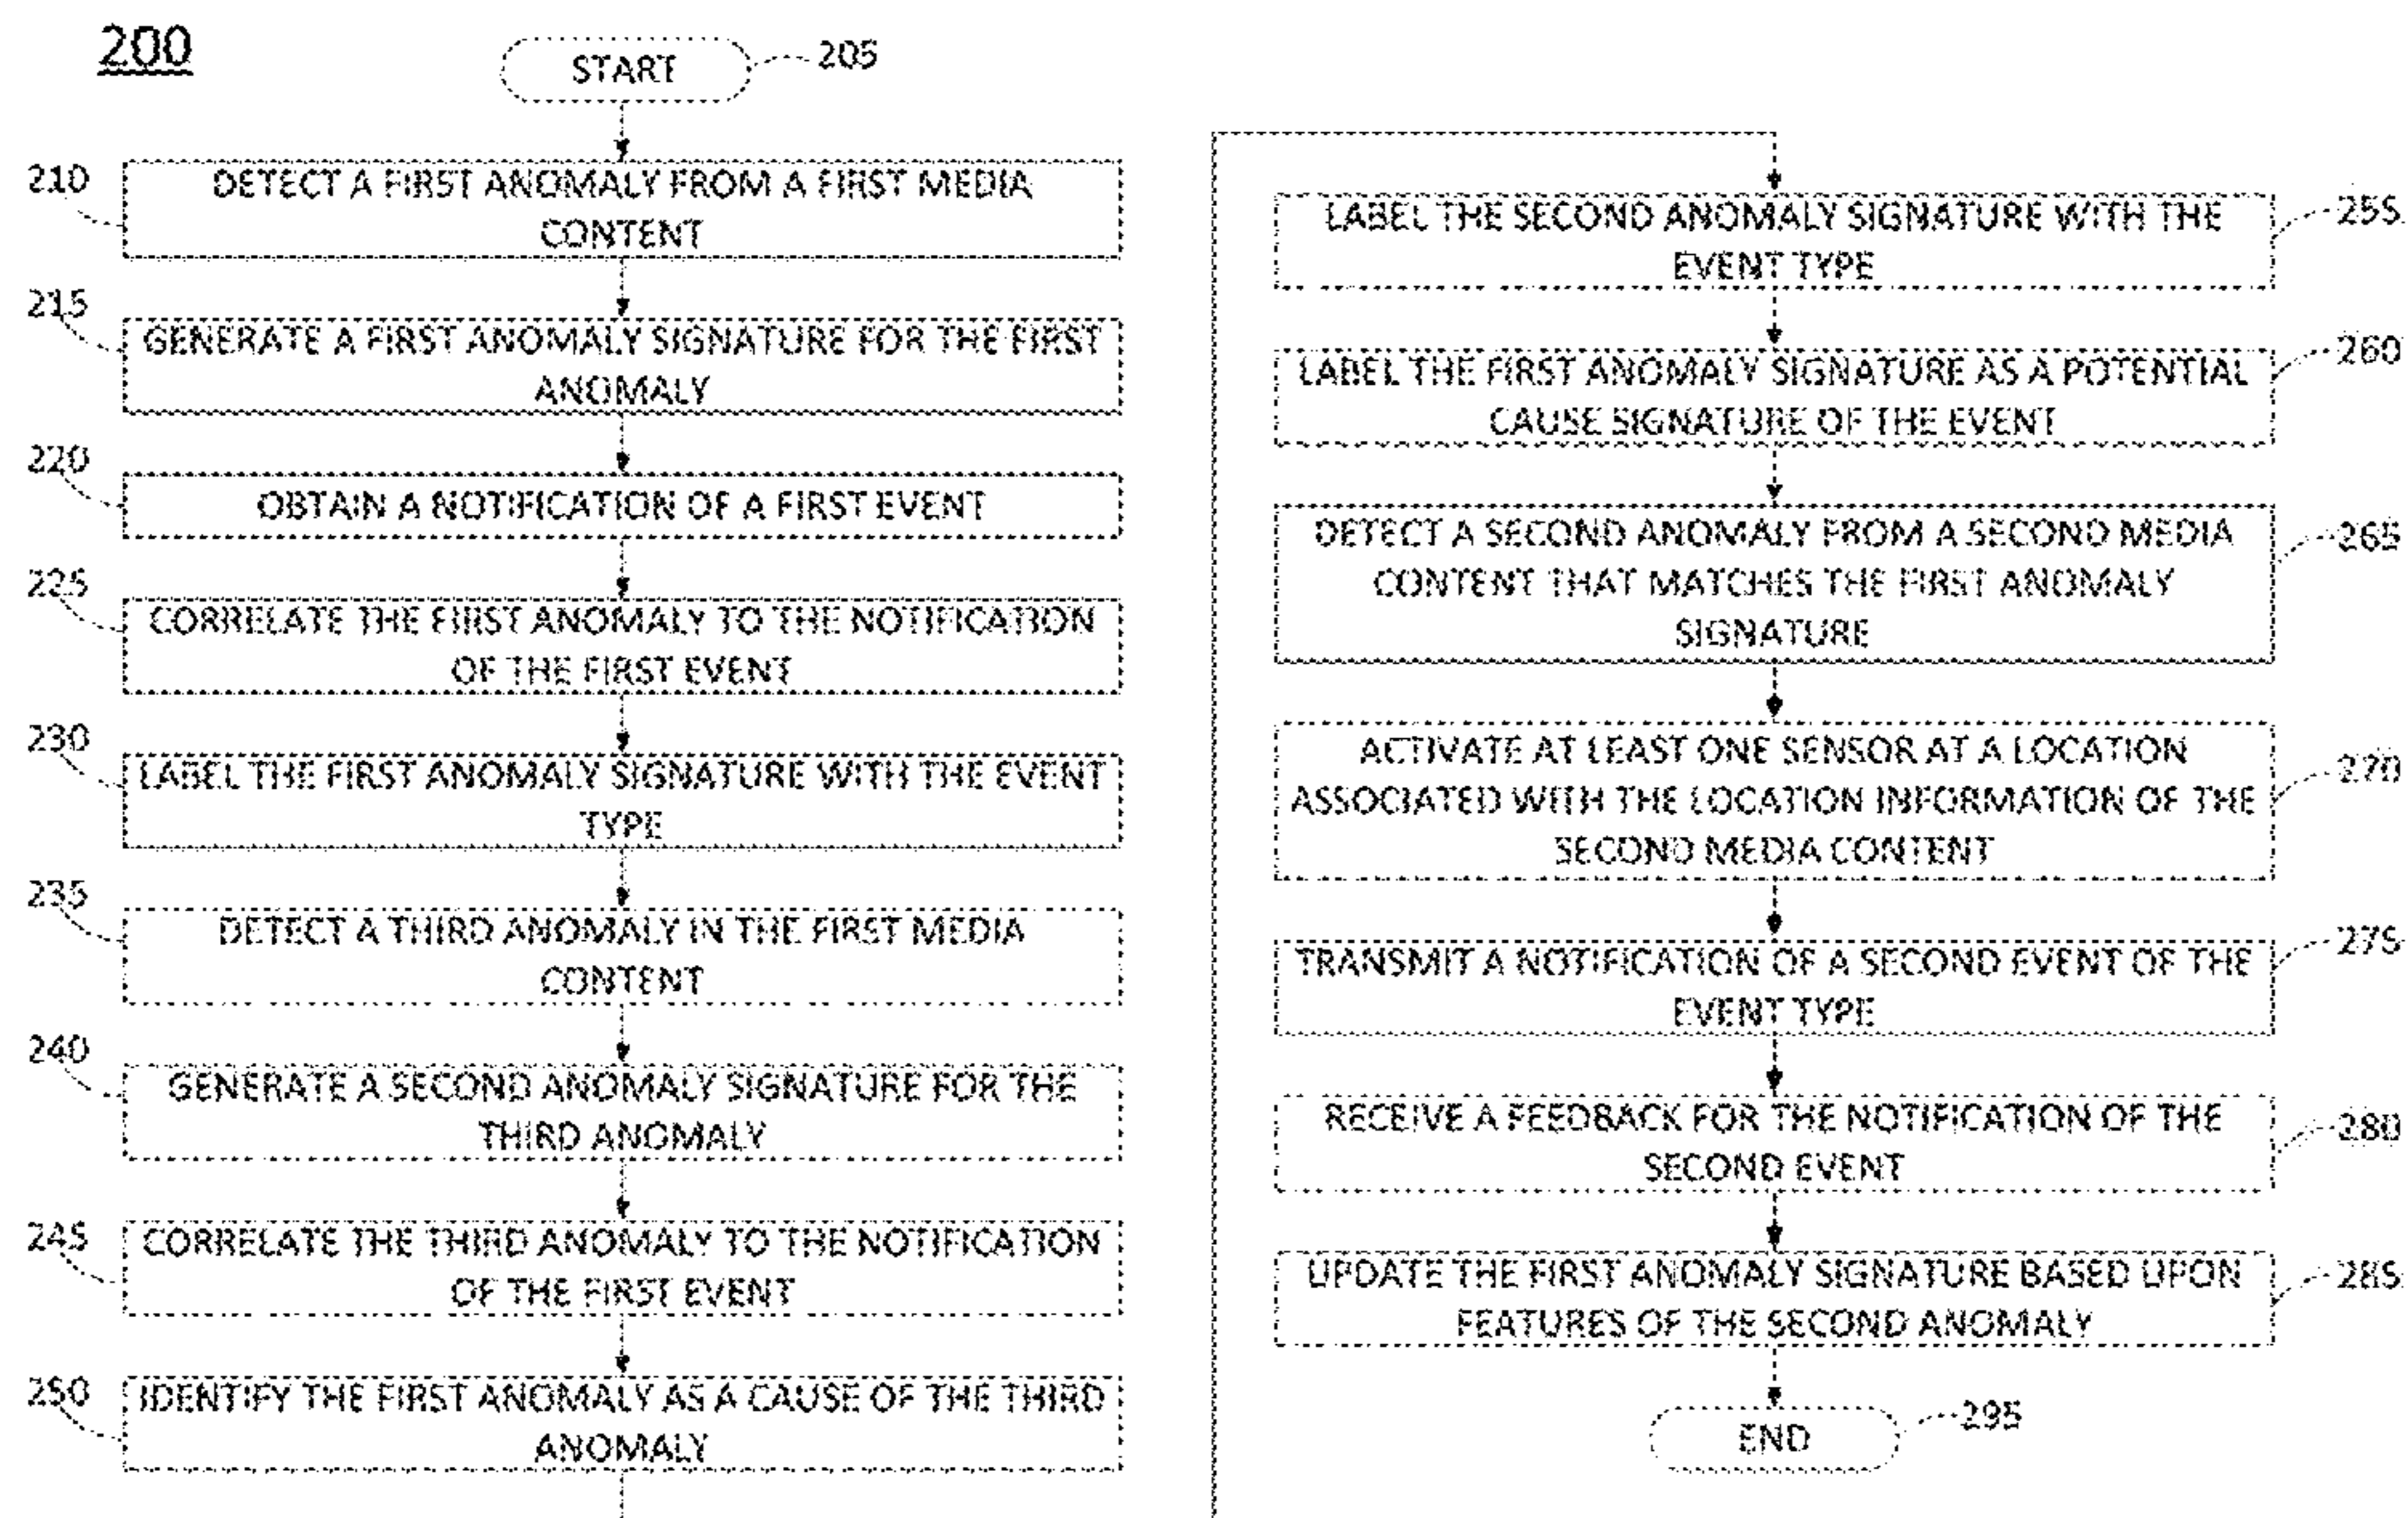 200
START
205
210
DETECT A FIRST ANOMALY FROM A FIRST MEDIA
CONTENT
215
GENERATE A FIRST ANOMALY SIGNATURE FOR THE FIRST
ANOMALY
220
OBTAIN A NOTIFICATION OF A FIRST EVENT
225
CORRELATE THE FIRST ANOMALY TO THE NOTIFICATION
OF THE FIRST EVENT
230
LABEL THE FIRST ANOMALY SIGNATURE WITH THE EVENT
TYPE
235
DETECT A THIRD ANOMALY IN THE FIRST MEDIA
CONTENT
240
GENERATE A SECOND ANOMALY SIGNATURE FOR THE
THIRD ANOMALY
245
CORRELATE THE THIRD ANOMALY TO THE NOTIFICATION
OF THE FIRST EVENT
250
IDENTIFY THE FIRST ANOMALY AS A CAUSE OF THE THIRD
ANOMALY
LABEL THE SECOND ANOMALY SIGNATURE WITH THE
EVENT TYPE
255
LABEL THE FIRST ANOMALY SIGNATURE AS A POTENTIAL
CAUSE SIGNATURE OF THE EVENT
260
DETECT A SECOND ANOMALY FROM A SECOND MEDIA
CONTENT THAT MATCHES THE FIRST ANOMALY
SIGNATURE
265
ACTIVATE AT LEAST ONE SENSOR AT A LOCATION
ASSOCIATED WITH THE LOCATION INFORMATION OF THE
SECOND MEDIA CONTENT
270
TRANSMIT A NOTIFICATION OF A SECOND EVENT OF THE
EVENT TYPE
275
RECEIVE A FEEDBACK FOR THE NOTIFICATION OF THE
SECOND EVENT
280
UPDATE THE FIRST ANOMALY SIGNATURE BASED UPON
FEATURES OF THE SECOND ANOMALY
285
END
295